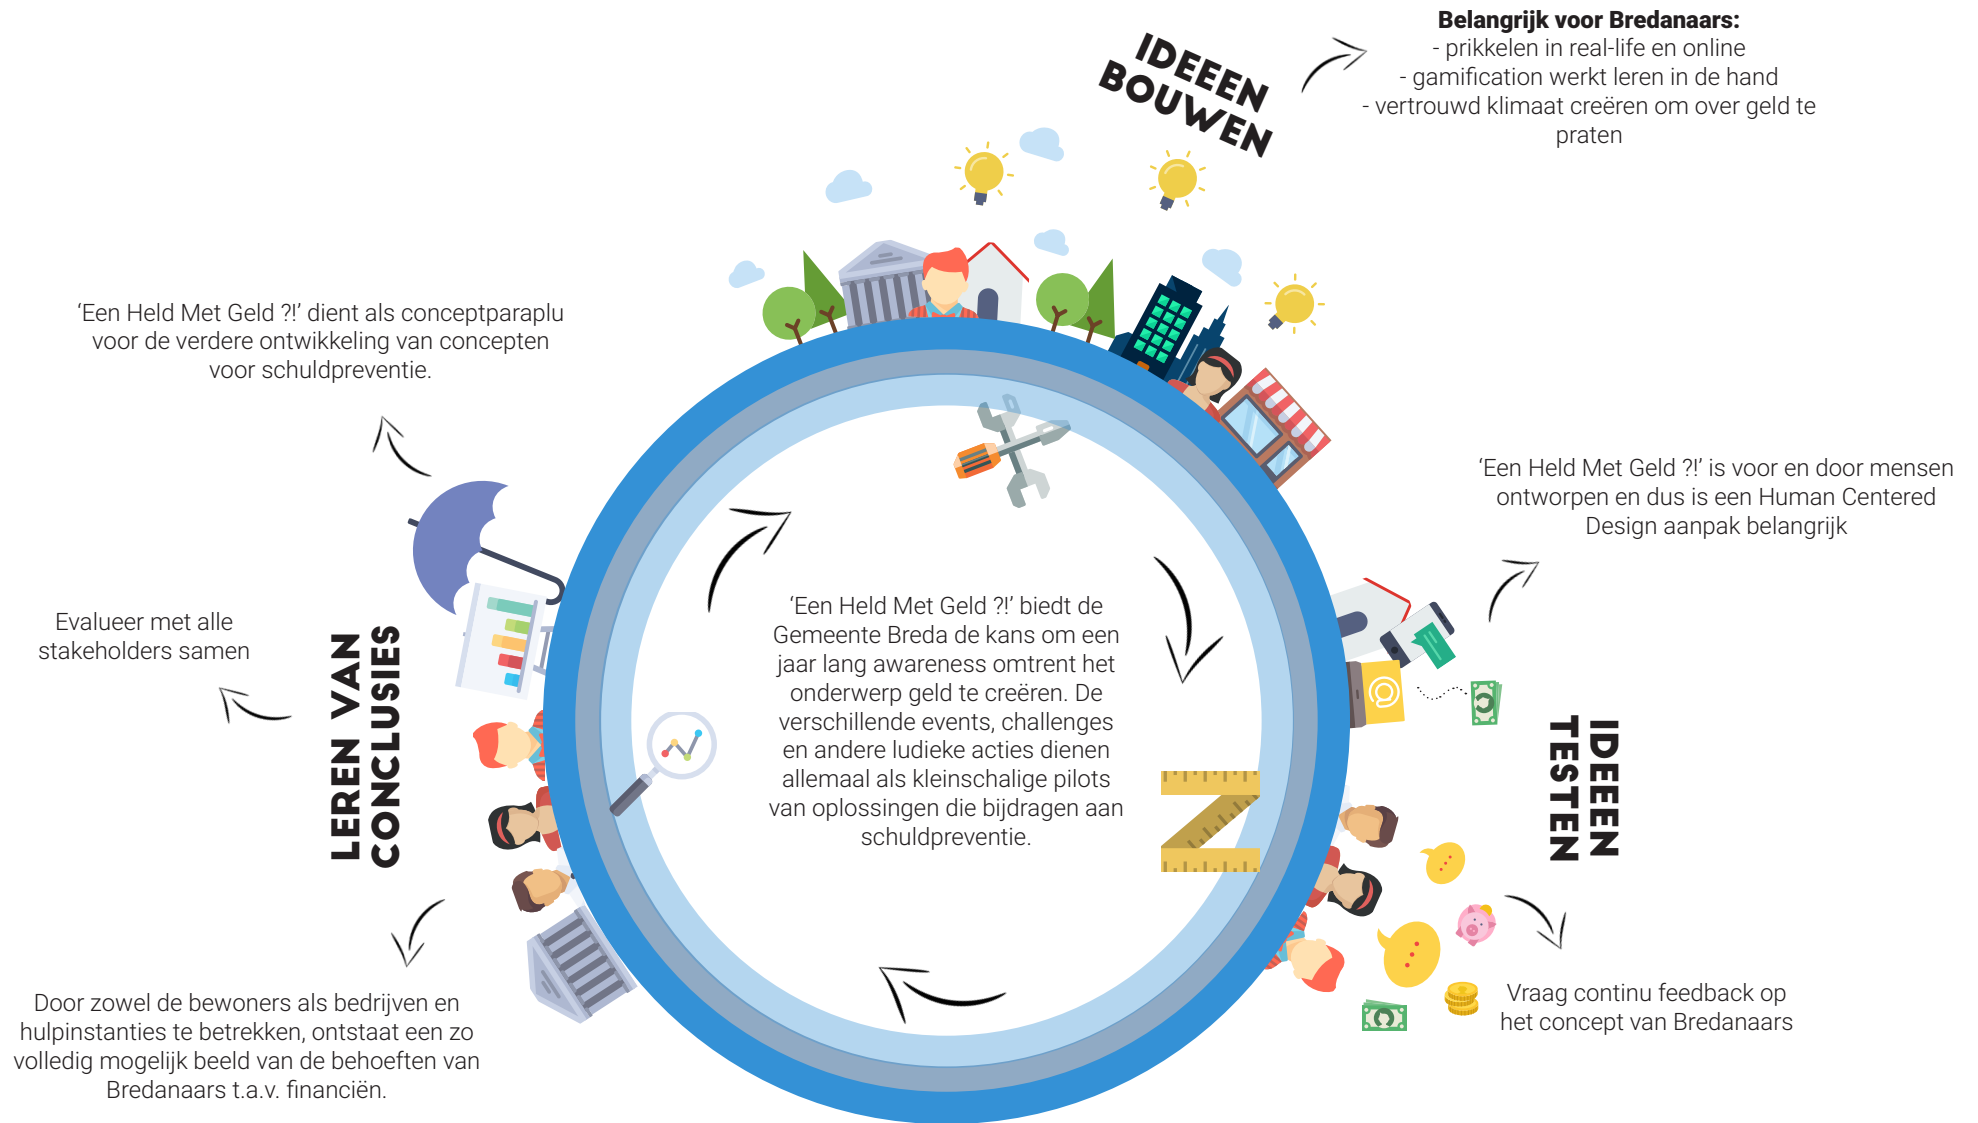 IDEEEN
BOUWEN
Belangrijk voor Bredanaars:
- prikkelen in real-life en online
- gamification werkt leren in de hand
- vertrouwd klimaat creëren om over geld te
praten
‘Een Held Met Geld ?!’ dient als conceptparaplu
voor de verdere ontwikkeling van concepten
voor schuldpreventie.
‘Een Held Met Geld ?!’ is voor en door mensen
ontworpen en dus is een Human Centered
Design aanpak belangrijk
Evalueer met alle
stakeholders samen
LEREN VAN
CONCLUSIES
‘Een Held Met Geld ?!’ biedt de
Gemeente Breda de kans om een
jaar lang awareness omtrent het
onderwerp geld te creëren. De
verschillende events, challenges
en andere ludieke acties dienen
allemaal als kleinschalige pilots
van oplossingen die bijdragen aan
schuldpreventie.
@
IDEEEN
TESTEN
Door zowel de bewoners als bedrijven en
hulpinstanties te betrekken, ontstaat een zo
volledig mogelijk beeld van de behoeften van
Bredanaars t.a.v. financiën.
Vraag continu feedback op
het concept van Bredanaars